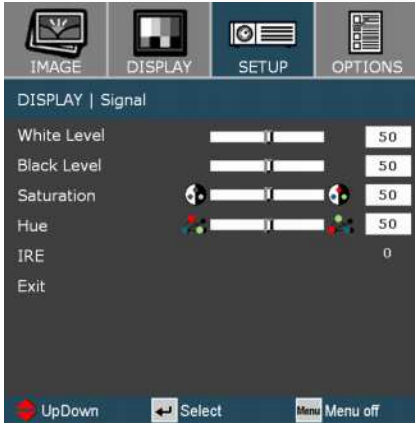 IMAGE DISPLAY SETUP OPTIONS
DISPLAY | Signal
White Level 50
Black Level 50
Saturation 50
Hue 50
IRE 0
Exit
UpDown Select Menu Menu off